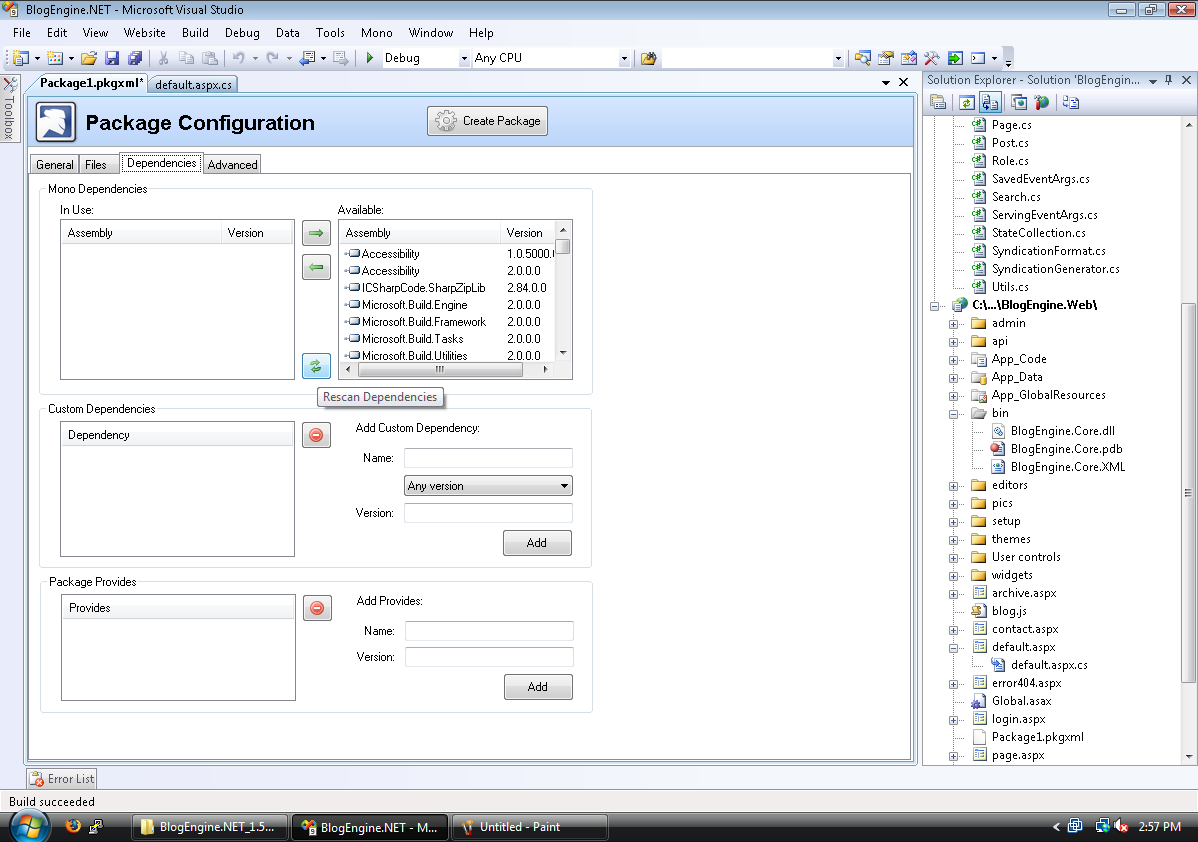 BlogEngine.NET - Microsoft Visual Studio
File Edit View Website Build Debug Data Tools Mono Window Help
Debug Any CPU
Toolbox
Package1.pkgxml* default.aspx.cs
Package Configuration
Create Package
General Files Dependencies Advanced
Mono Dependencies
In Use:
Assembly Version
Available:
Assembly Version
Accessibility 1.0.5000.
Accessibility 2.0.0.0
ICSharpCode.SharpZipLib 2.84.0.0
Microsoft.Build.Engine 2.0.0.0
Microsoft.Build.Framework 2.0.0.0
Microsoft.Build.Tasks 2.0.0.0
Microsoft.Build.Utilities 2.0.0.0
Rescan Dependencies
Custom Dependencies
Dependency
Add Custom Dependency:
Name:
Any version
Version:
Add
Package Provides
Provides
Add Provides:
Name:
Version:
Add
Solution Explorer - Solution 'BlogEngin...
Page.cs
Post.cs
Role.cs
SavedEventArgs.cs
Search.cs
ServingEventArgs.cs
StateCollection.cs
SyndicationFormat.cs
SyndicationGenerator.cs
Utils.cs
C:\...\BlogEngine.Web\
admin
api
App_Code
App_Data
App_GlobalResources
bin
BlogEngine.Core.dll
BlogEngine.Core.pdb
BlogEngine.Core.XML
editors
pics
setup
themes
User controls
widgets
archive.aspx
blog.js
contact.aspx
default.aspx
default.aspx.cs
error404.aspx
Global.asax
login.aspx
Package1.pkgxml
page.aspx
Error List
Build succeeded
BlogEngine.NET_1.5... BlogEngine.NET - M... Untitled - Paint 2:57 PM